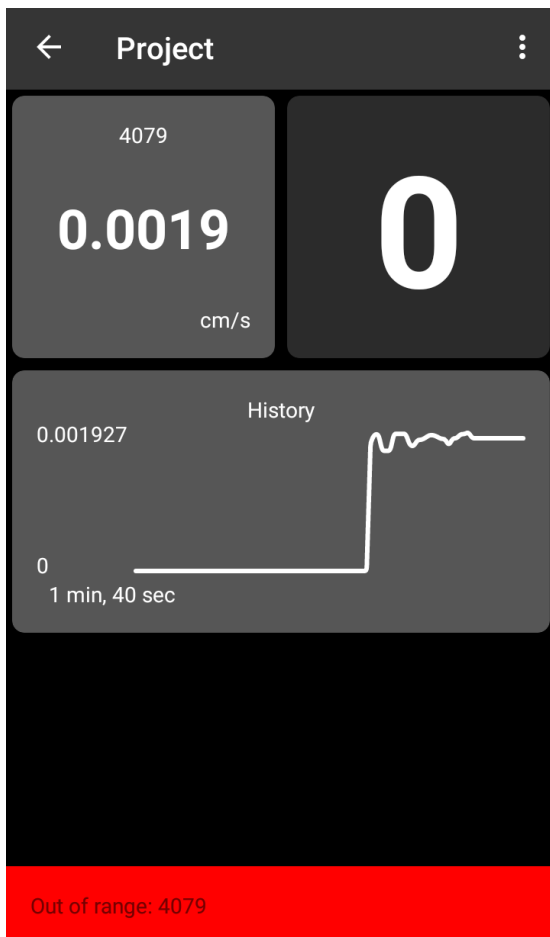 Project
4079
0.0019
cm/s
0
History
0.001927
0
1 min, 40 sec
Out of range: 4079